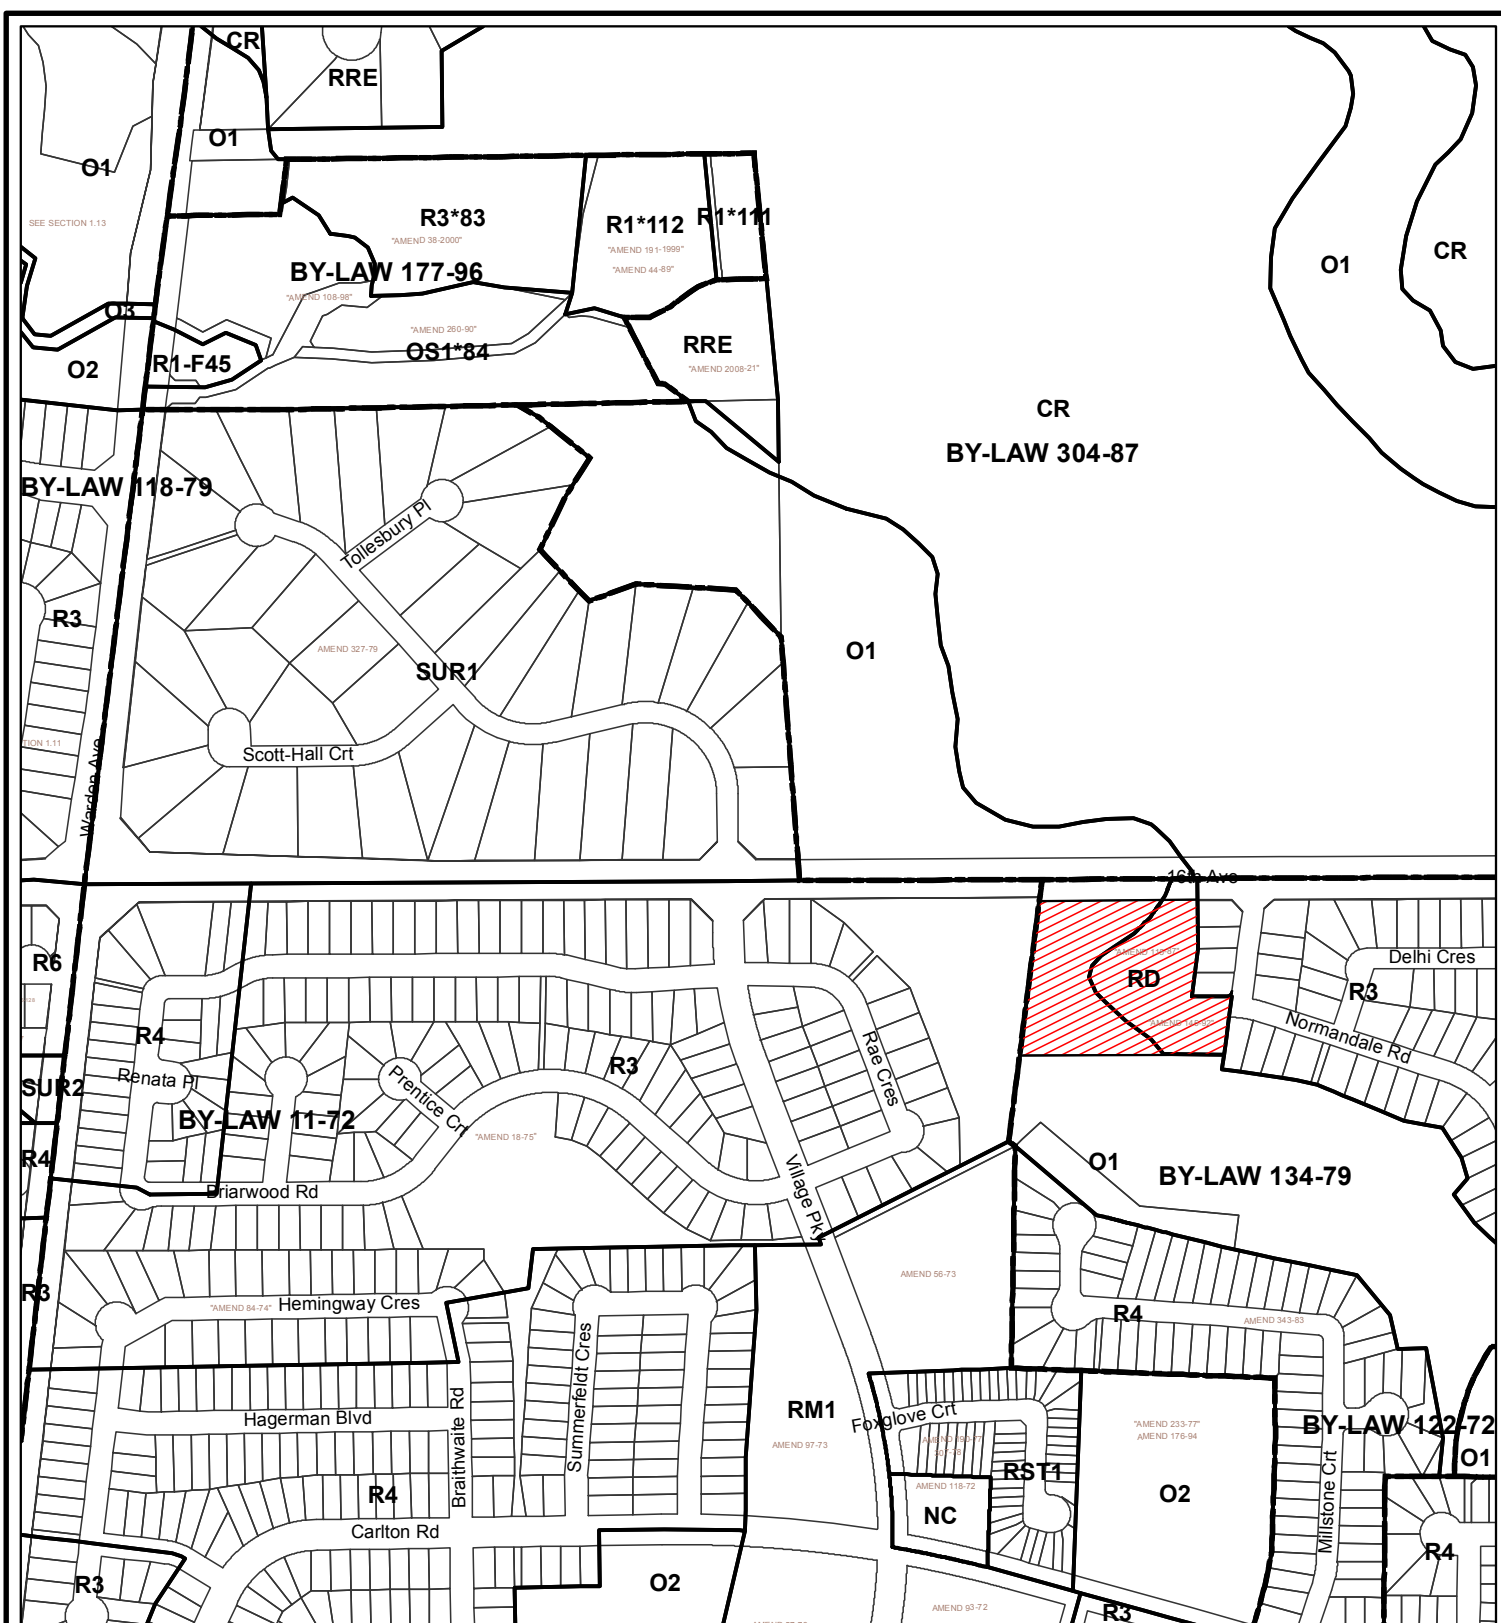 CR
RRE
O1
O1
SEE SECTION 1.13
R3*83
"AMEND 38-2000"
R1*112
R1*111
"AMEND 191-1999"
"AMEND 44-89"
O1
CR
BY-LAW 177-96
"AMEND 108-98"
O3
"AMEND 260-90"
OS1*84
RRE
"AMEND 2008-21"
O2
R1-F45
CR
BY-LAW 304-87
BY-LAW 118-79
Tollesbury Pl
R3
AMEND 327-79
SUR1
O1
TION 1.11
Scott-Hall Crt
Warden Ave
16th Ave
R6
RD
Delhi Cres
R3
Normandale Rd
R4
Renata Pl
SUR2
BY-LAW 11-72
Prentice Crt
R3
Rae Cres
"AMEND 18-75"
R4
Briarwood Rd
Village Pky
O1
BY-LAW 134-79
AMEND 56-73
R3
"AMEND 84-74"
Hemingway Cres
R4
AMEND 343-83
Summerfeldt Cres
Hagerman Blvd
Braithwaite Rd
RM1
AMEND 97-73
Foxglove Crt
"AMEND 233-77"
AMEND 176-94
BY-LAW 122-72
O1
R4
RST1
AMEND 118-72
NC
O2
Millstone Crt
Carlton Rd
R4
R3
O2
AMEND 93-72
R3